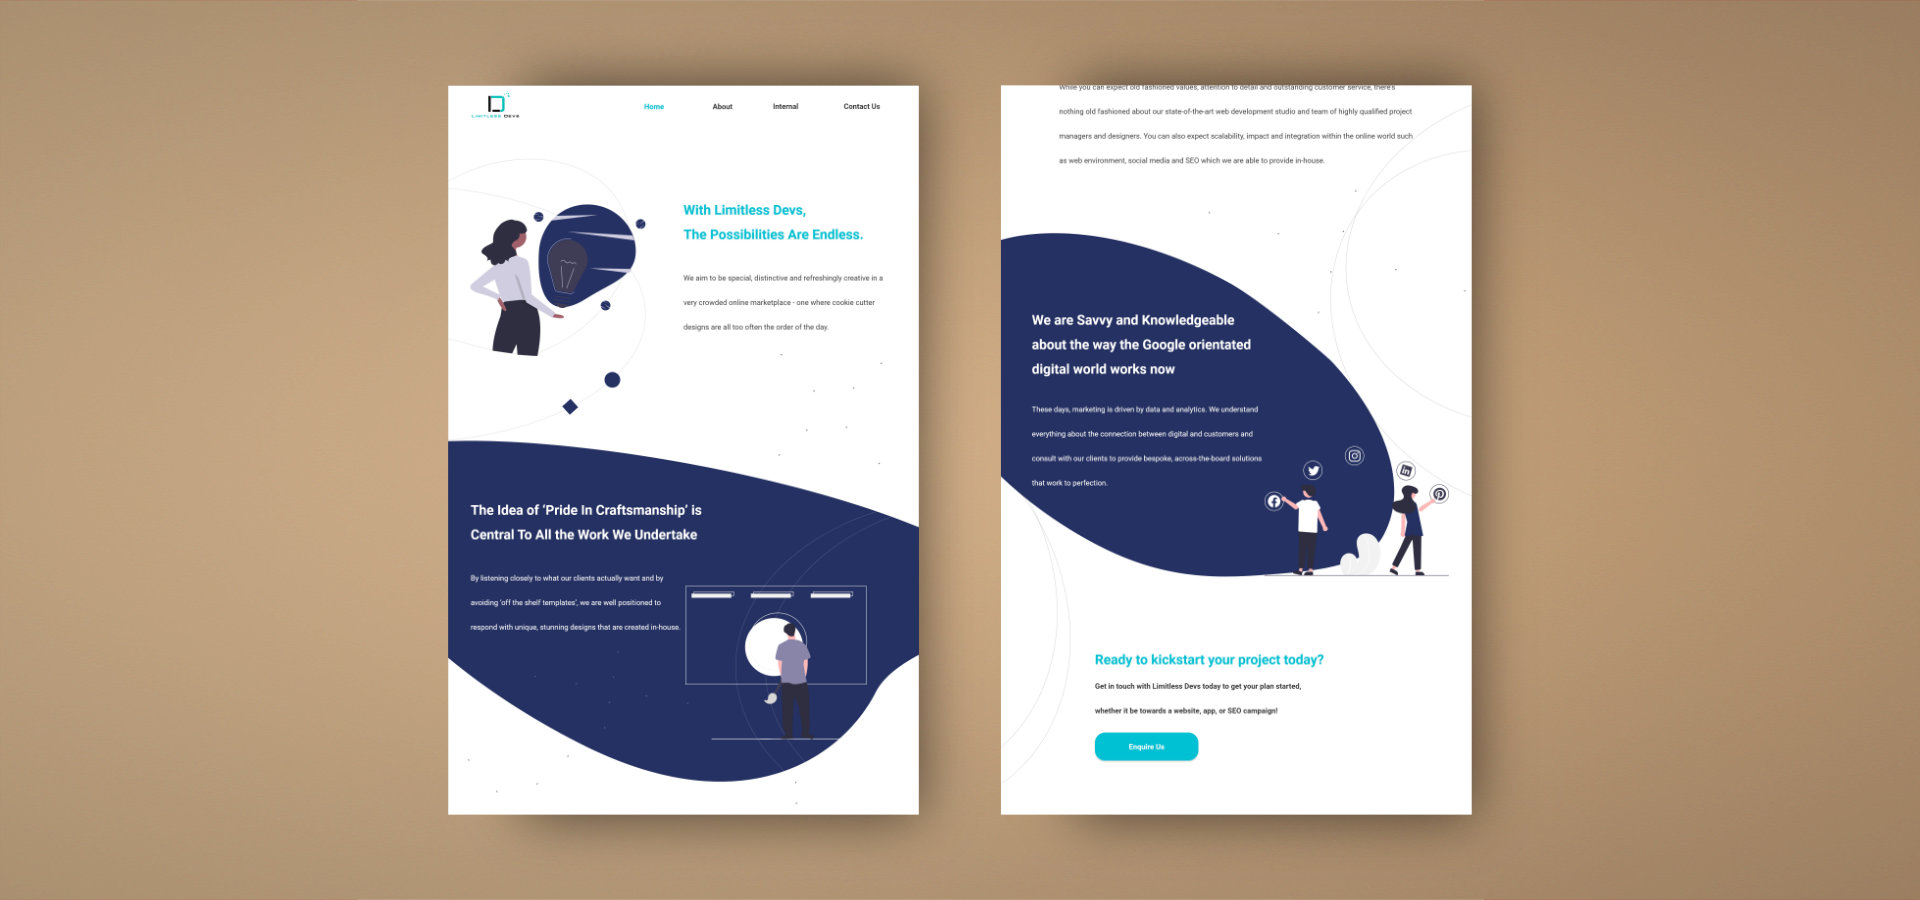 LIMITLESS DEVS
Home About Internal Contact Us
With Limitless Devs,
The Possibilities Are Endless.
We aim to be special, distinctive and refreshingly creative in a
very crowded online marketplace - one where cookie cutter
designs are all too often the order of the day.
The Idea of ‘Pride In Craftsmanship’ is
Central To All the Work We Undertake
By listening closely to what our clients actually want and by
avoiding ‘off the shelf templates’, we are well positioned to
respond with unique, stunning designs that are created in-house.
While you can expect old fashioned values, attention to detail and outstanding customer service, there's
nothing old fashioned about our state-of-the-art web development studio and team of highly qualified project
managers and designers. You can also expect scalability, impact and integration within the online world such
as web environment, social media and SEO which we are able to provide in-house.
We are Savvy and Knowledgeable
about the way the Google orientated
digital world works now
These days, marketing is driven by data and analytics. We understand
everything about the connection between digital and customers and
consult with our clients to provide bespoke, across-the-board solutions
that work to perfection.
Ready to kickstart your project today?
Get in touch with Limitless Devs today to get your plan started,
whether it be towards a website, app, or SEO campaign!
Enquire Us